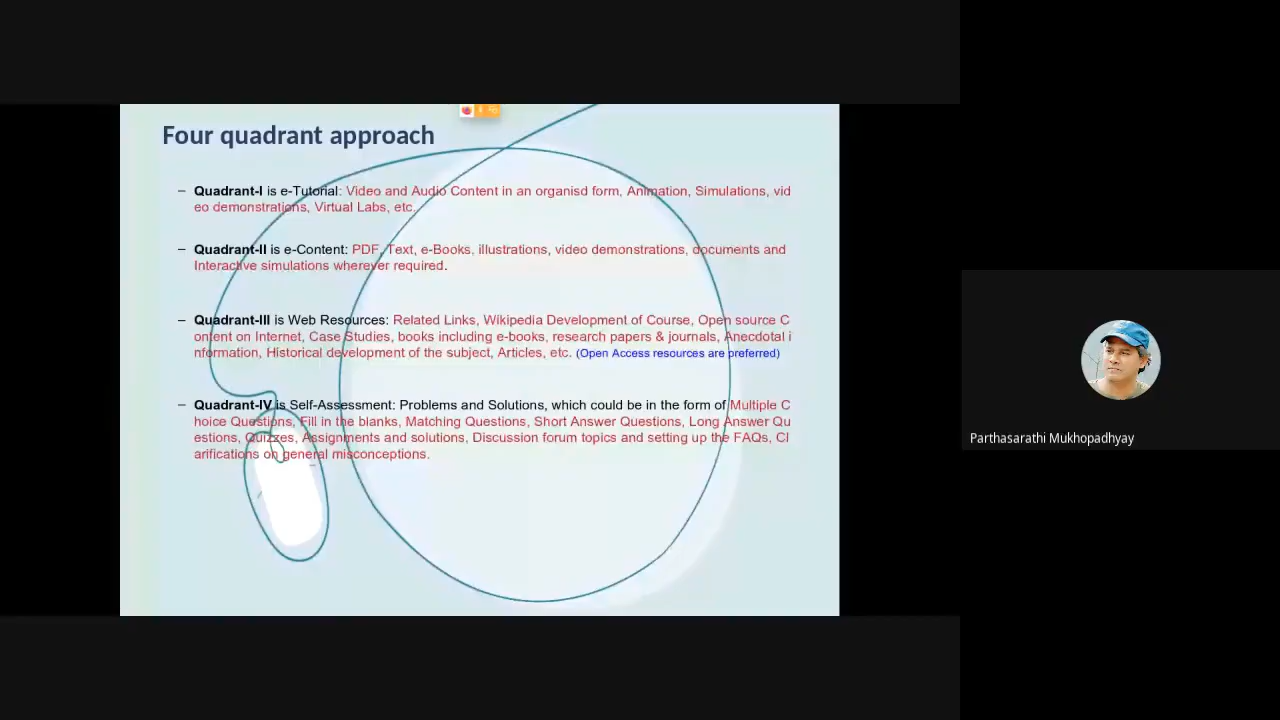 Four quadrant approach
– Quadrant-I is e-Tutorial: Video and Audio Content in an organisd form, Animation, Simulations, vid
eo demonstrations, Virtual Labs, etc.
– Quadrant-II is e-Content: PDF, Text, e-Books, illustrations, video demonstrations, documents and
Interactive simulations wherever required.
– Quadrant-III is Web Resources: Related Links, Wikipedia Development of Course, Open source C
ontent on Internet, Case Studies, books including e-books, research papers & journals, Anecdotal i
nformation, Historical development of the subject, Articles, etc. (Open Access resources are preferred)
– Quadrant-IV is Self-Assessment: Problems and Solutions, which could be in the form of Multiple C
hoice Questions, Fill in the blanks, Matching Questions, Short Answer Questions, Long Answer Qu
estions, Quizzes, Assignments and solutions, Discussion forum topics and setting up the FAQs, Cl
arifications on general misconceptions.
Parthasarathi Mukhopadhyay